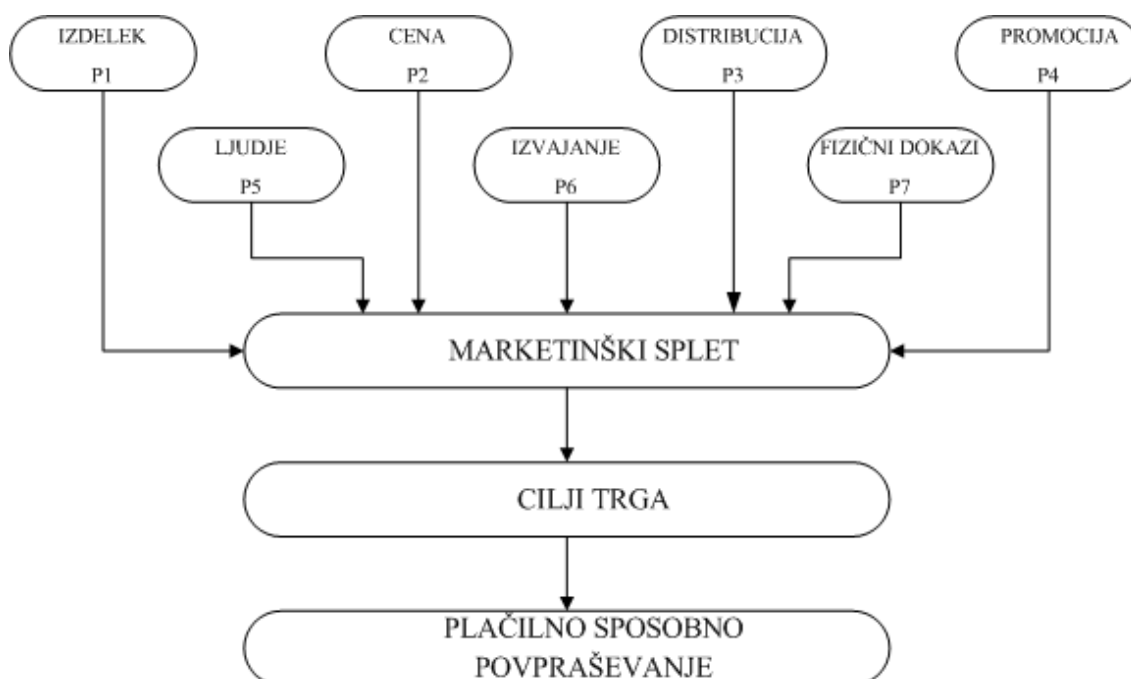 IZDELEK
P1
CENA
P2
DISTRIBUCIJA
P3
PROMOCIJA
P4
LJUDJE
P5
IZVAJANJE
P6
FIZIČNI DOKAZI
P7
MARKETINŠKI SPLET
CILJI TRGA
PLAČILNO SPOSOBNO
POVPRAŠEVANJE